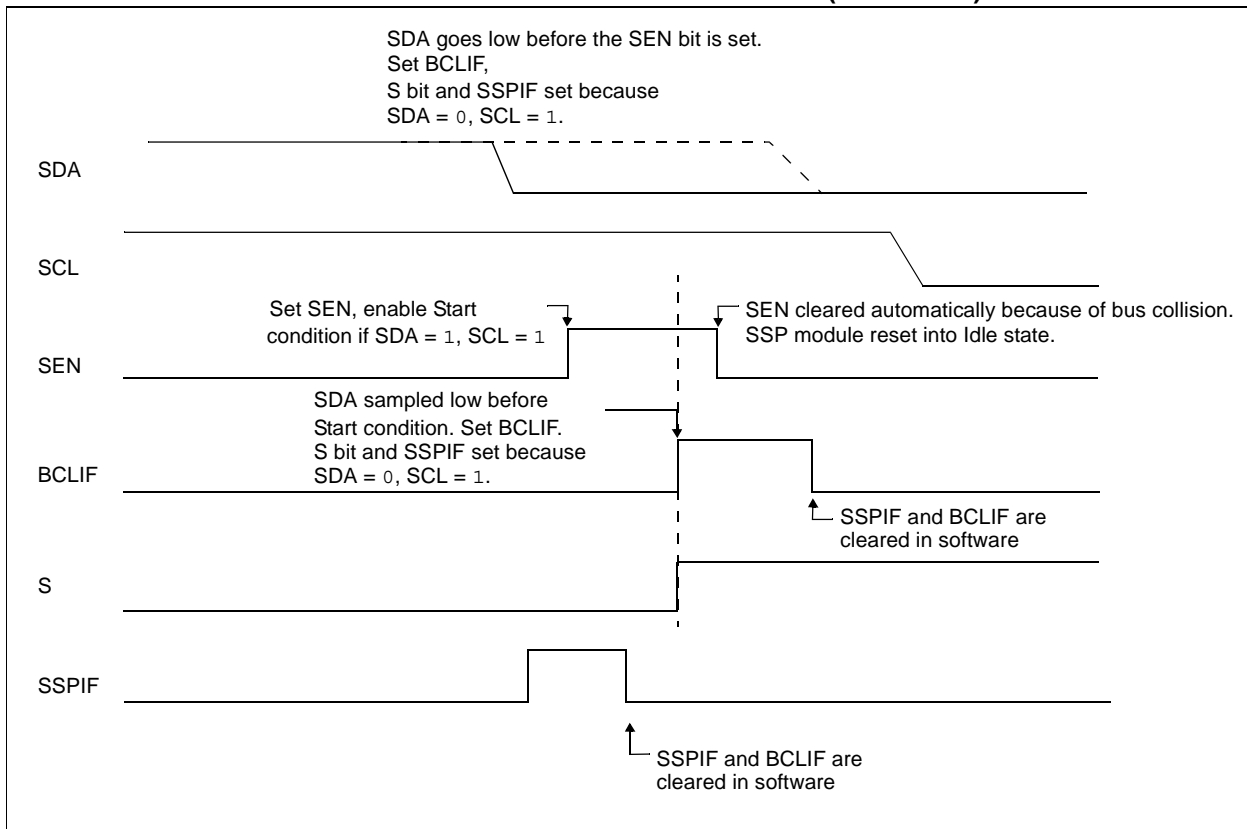 SDA goes low before the SEN bit is set.
Set BCLIF,
S bit and SSPIF set because
SDA = 0, SCL = 1.
SDA
SCL
Set SEN, enable Start
condition if SDA = 1, SCL = 1
SEN cleared automatically because of bus collision.
SSP module reset into Idle state.
SEN
SDA sampled low before
Start condition. Set BCLIF.
S bit and SSPIF set because
SDA = 0, SCL = 1.
BCLIF
SSPIF and BCLIF are
cleared in software
S
SSPIF
SSPIF and BCLIF are
cleared in software